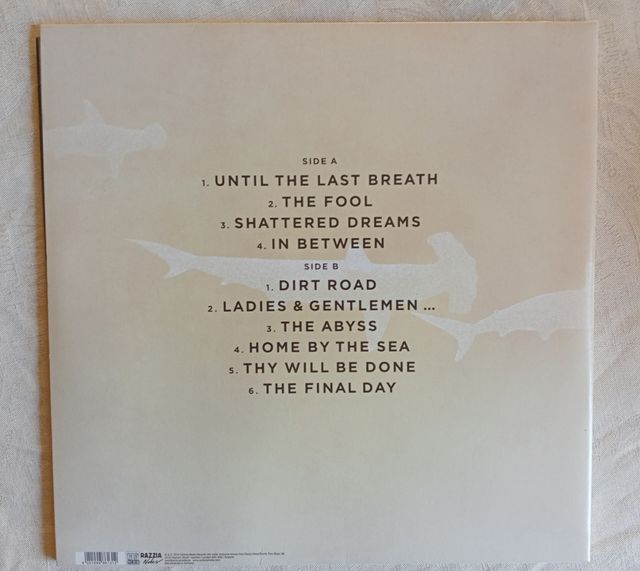 SIDE A
1. UNTIL THE LAST BREATH
2. THE FOOL
3. SHATTERED DREAMS
4. IN BETWEEN
SIDE B
1. DIRT ROAD
2. LADIES & GENTLEMEN ...
3. THE ABYSS
4. HOME BY THE SEA
5. THY WILL BE DONE
6. THE FINAL DAY
RAZZIA
Notes